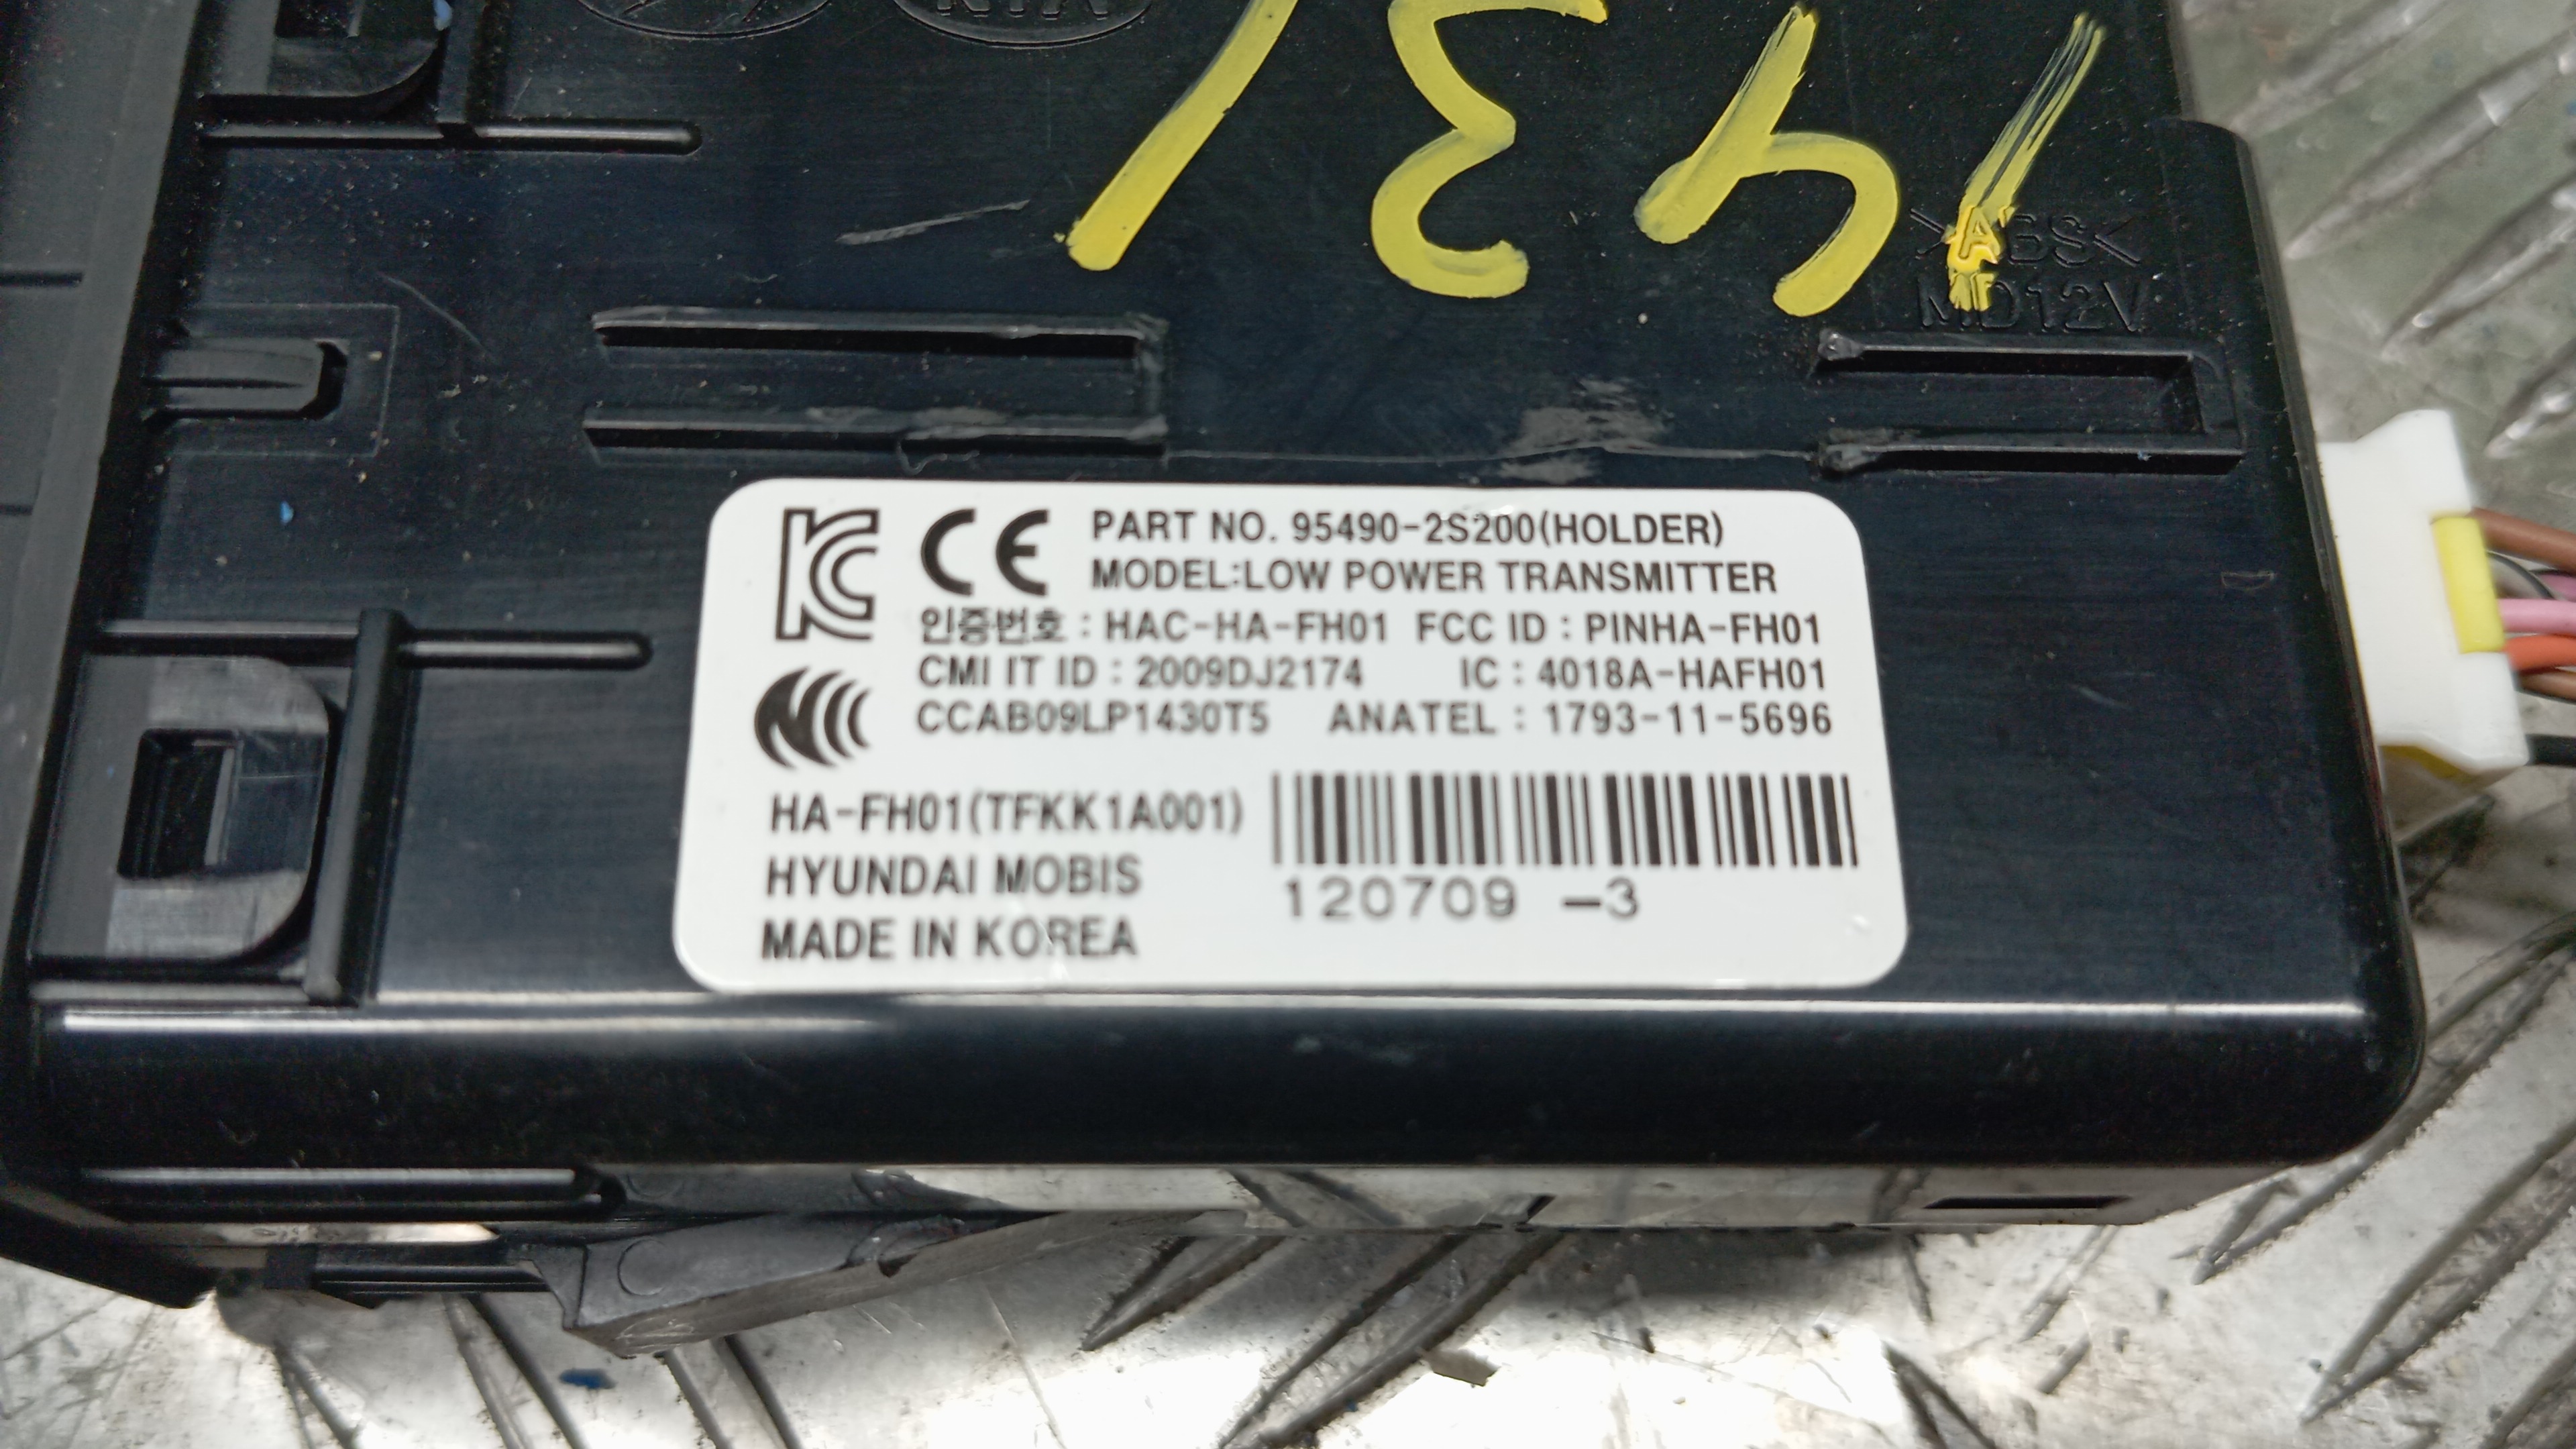 KIA
>ABS<
MD12V
PART NO. 95490-2S200(HOLDER)
MODEL:LOW POWER TRANSMITTER
인증번호 : HAC-HA-FH01 FCC ID : PINHA-FH01
CMI IT ID : 2009DJ2174 IC : 4018A-HAFH01
CCAB09LP1430T5 ANATEL : 1793-11-5696
HA-FH01(TFKK1A001)
HYUNDAI MOBIS
MADE IN KOREA
120709 -3